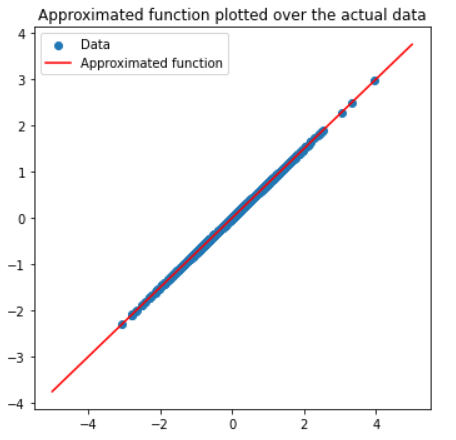 Approximated function plotted over the actual data
Data
Approximated function
4
3
2
1
0
−1
−2
−3
−4
−4 −2 0 2 4